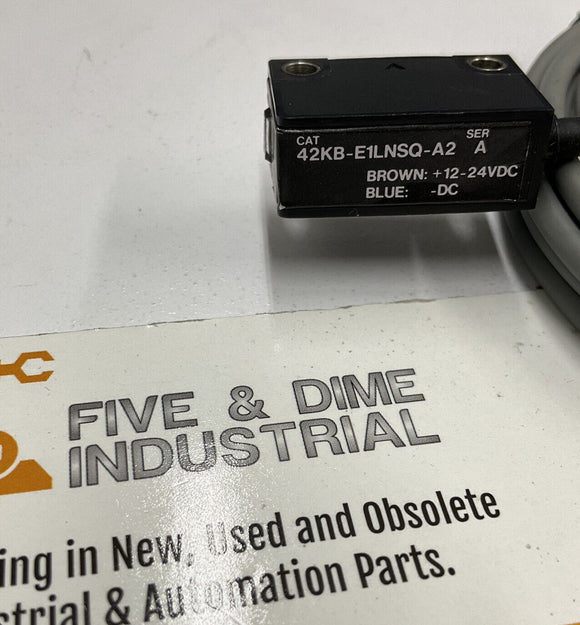 CAT SER
42KB-E1LNSQ-A2 A
BROWN: +12-24VDC
BLUE: -DC
FIVE & DIME
INDUSTRIAL
ing in New, Used and Obsolete
strial & Automation Parts.